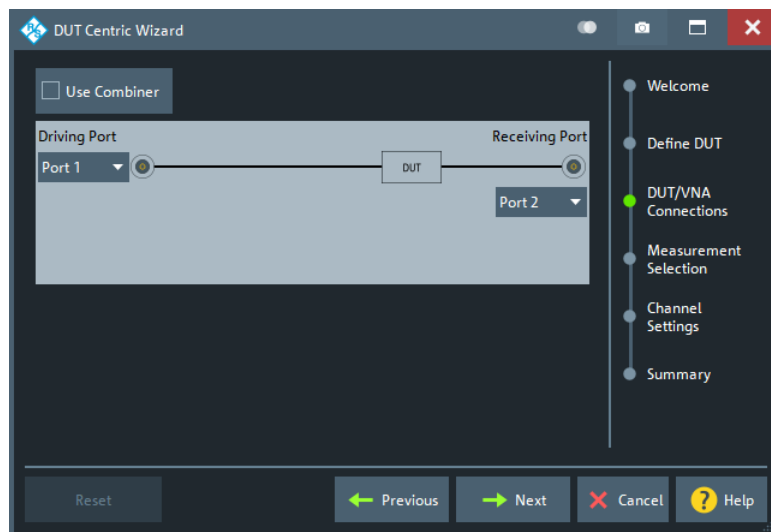 R&S DUT Centric Wizard
Use Combiner
Driving Port
Receiving Port
Port 1
DUT
Port 2
Welcome
Define DUT
DUT/VNA
Connections
Measurement
Selection
Channel
Settings
Summary
Reset
Previous
Next
Cancel
? Help